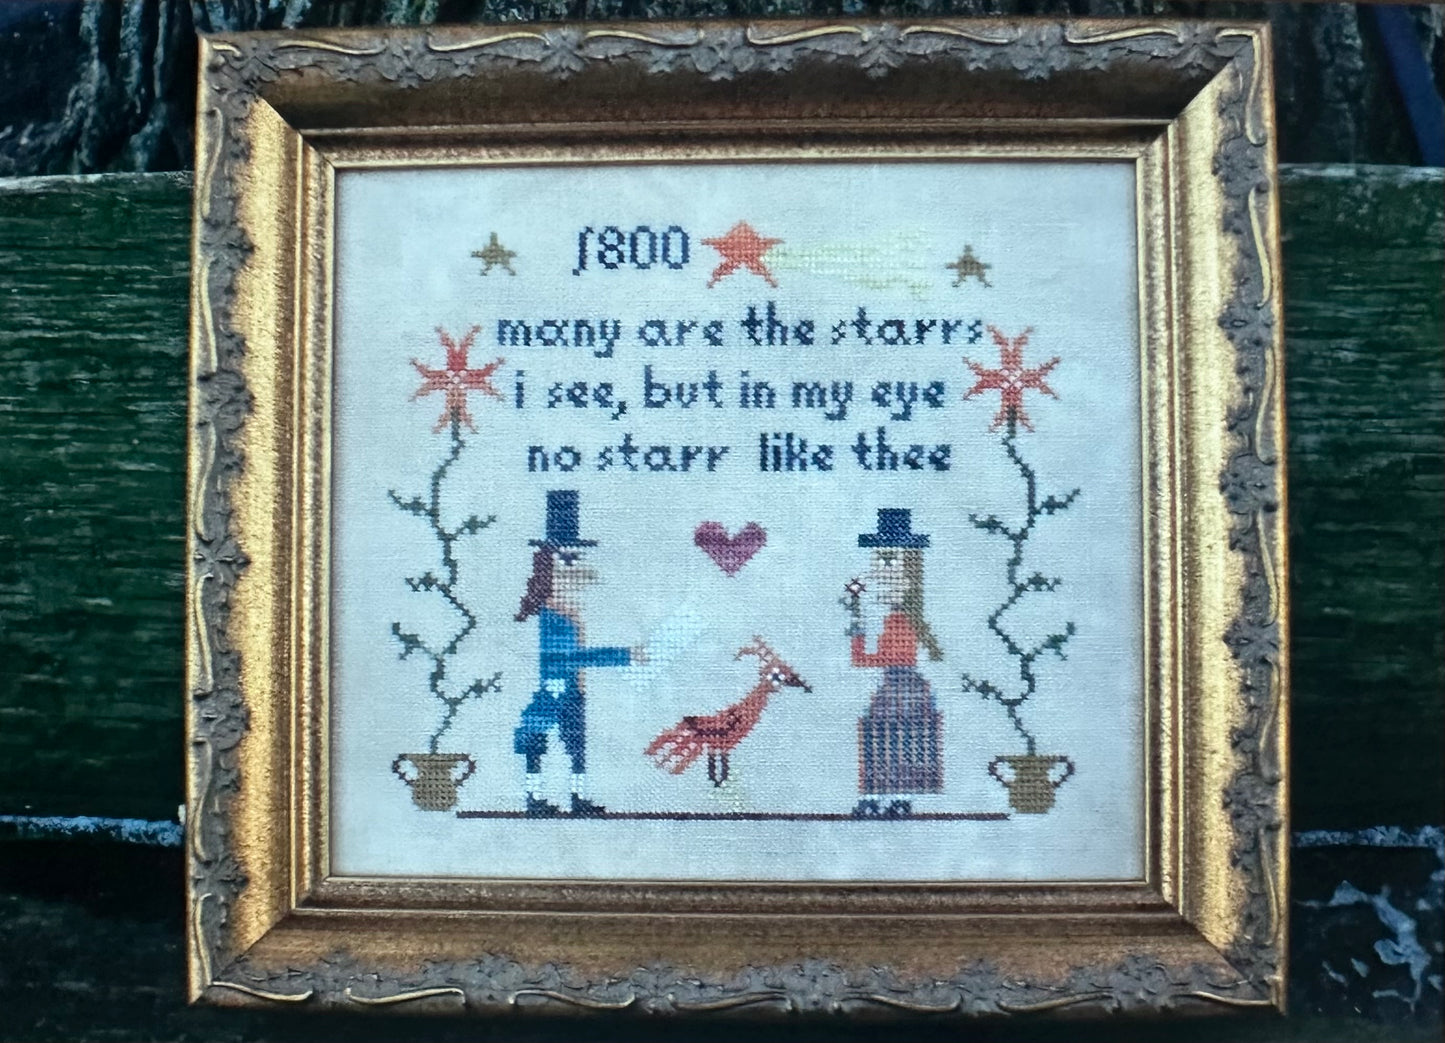 1800
many are the starrs
i see, but in my eye
no starr like thee